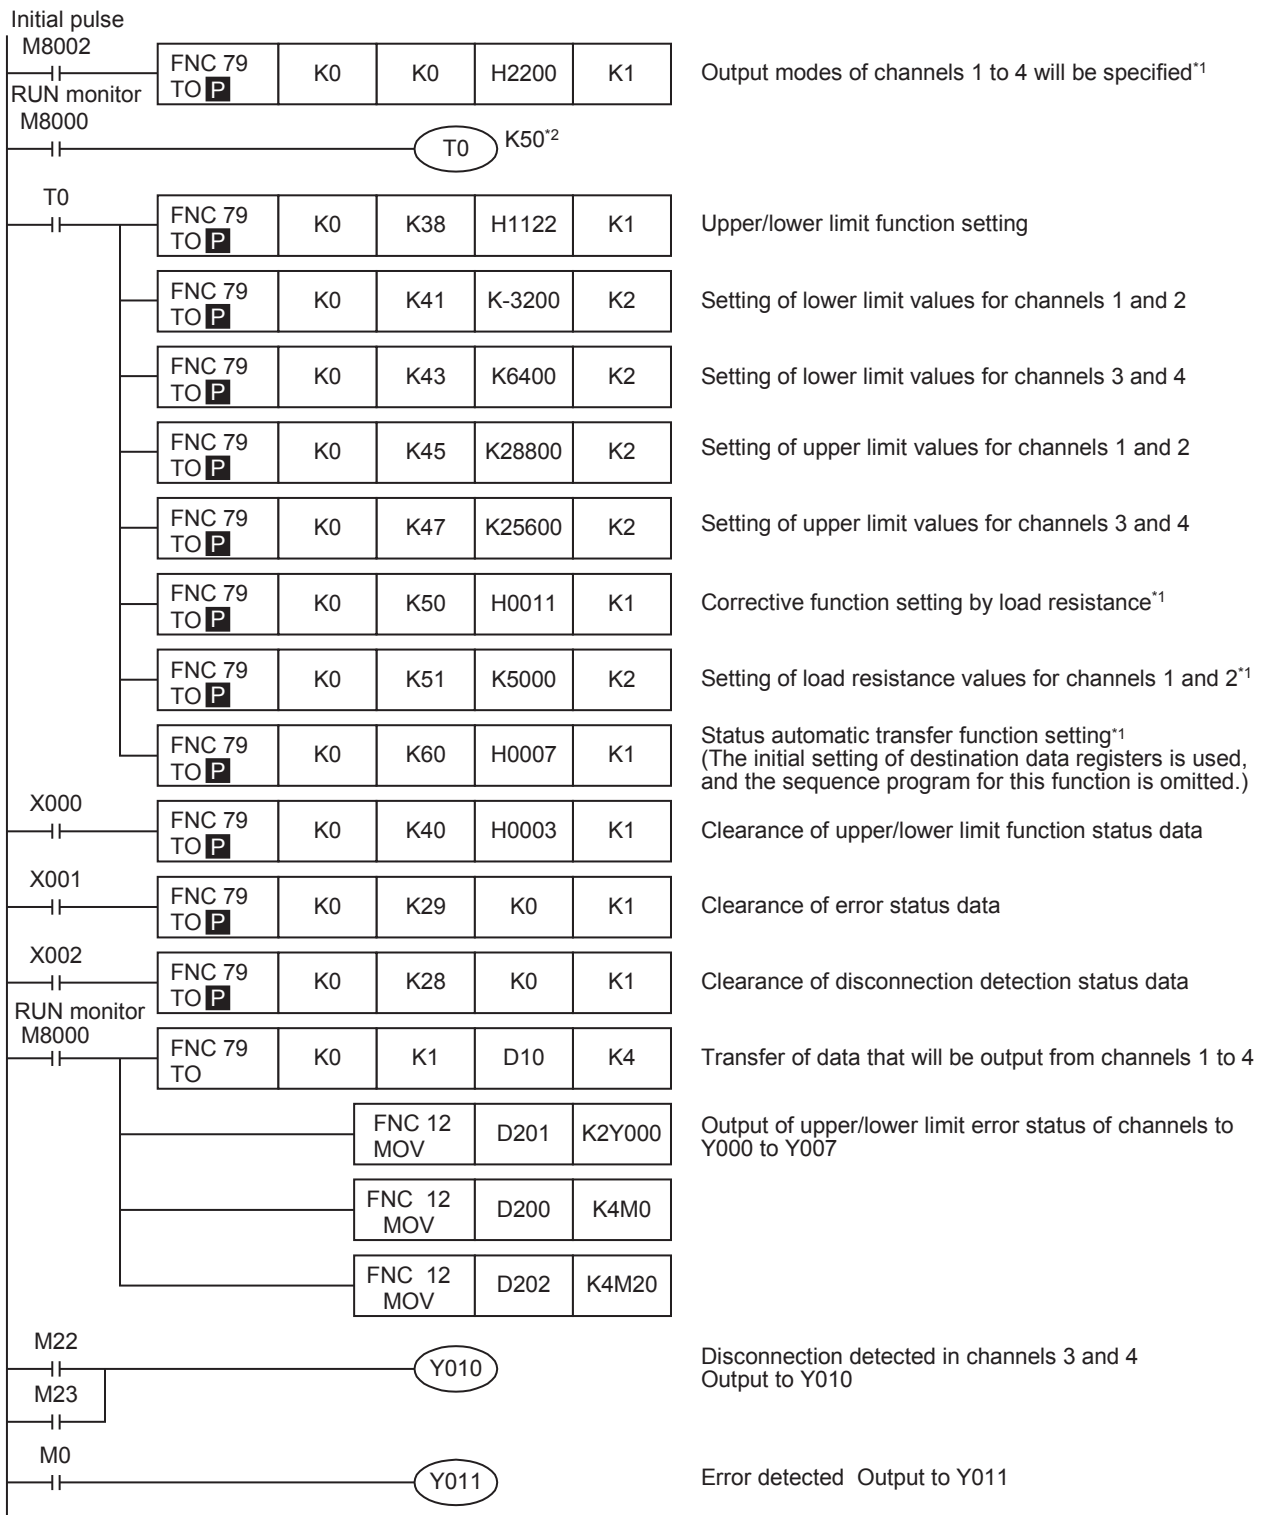 Initial pulse
M8002
FNC 79 TO P K0 K0 H2200 K1 Output modes of channels 1 to 4 will be specified*1
RUN monitor
M8000
T0 K50*2
T0
FNC 79 TO P K0 K38 H1122 K1 Upper/lower limit function setting
FNC 79 TO P K0 K41 K-3200 K2 Setting of lower limit values for channels 1 and 2
FNC 79 TO P K0 K43 K6400 K2 Setting of lower limit values for channels 3 and 4
FNC 79 TO P K0 K45 K28800 K2 Setting of upper limit values for channels 1 and 2
FNC 79 TO P K0 K47 K25600 K2 Setting of upper limit values for channels 3 and 4
FNC 79 TO P K0 K50 H0011 K1 Corrective function setting by load resistance*1
FNC 79 TO P K0 K51 K5000 K2 Setting of load resistance values for channels 1 and 2*1
FNC 79 TO P K0 K60 H0007 K1 Status automatic transfer function setting*1
(The initial setting of destination data registers is used,
and the sequence program for this function is omitted.)
X000
FNC 79 TO P K0 K40 H0003 K1 Clearance of upper/lower limit function status data
X001
FNC 79 TO P K0 K29 K0 K1 Clearance of error status data
X002
FNC 79 TO P K0 K28 K0 K1 Clearance of disconnection detection status data
RUN monitor
M8000
FNC 79 TO K0 K1 D10 K4 Transfer of data that will be output from channels 1 to 4
FNC 12 MOV D201 K2Y000 Output of upper/lower limit error status of channels to
Y000 to Y007
FNC 12 MOV D200 K4M0
FNC 12 MOV D202 K4M20
M22
Y010 Disconnection detected in channels 3 and 4
Output to Y010
M23
M0
Y011 Error detected Output to Y011